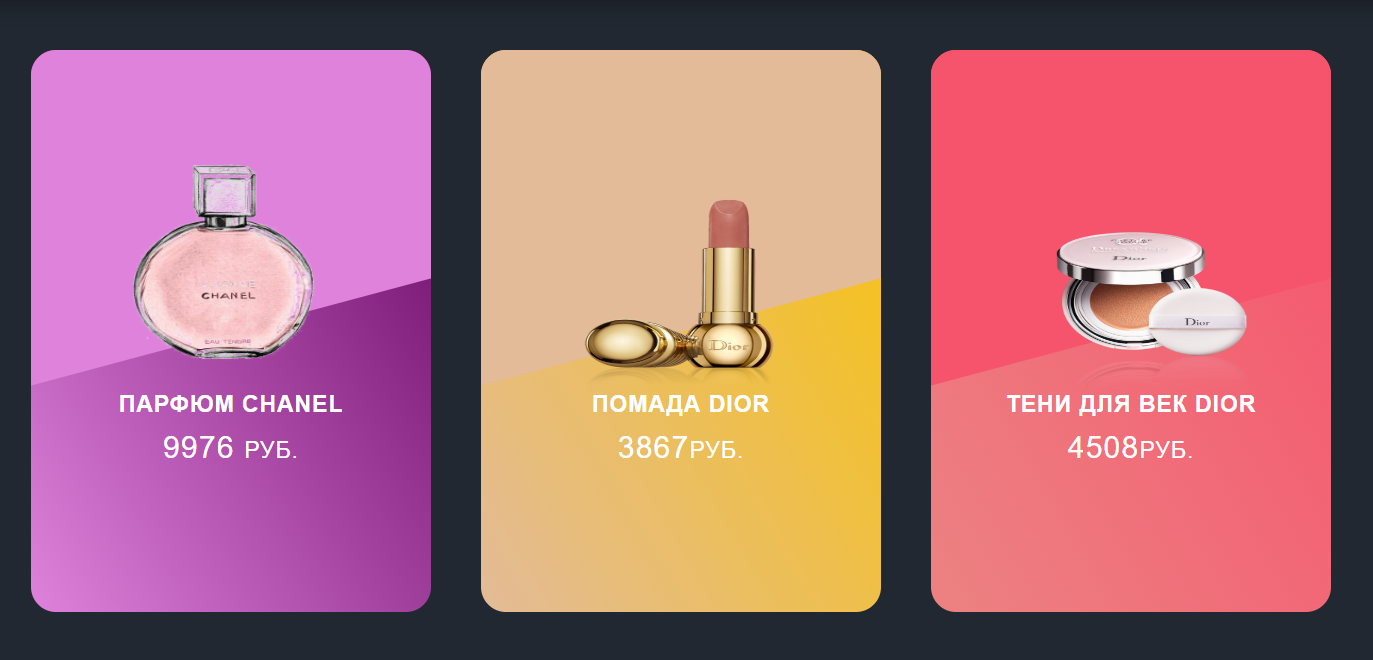 CHANEL
EAU TENDRE
ПАРФЮМ CHANEL
9976 РУБ.
Dior
ПОМАДА DIOR
3867РУБ.
Dior
Dior
ТЕНИ ДЛЯ ВЕК DIOR
4508РУБ.